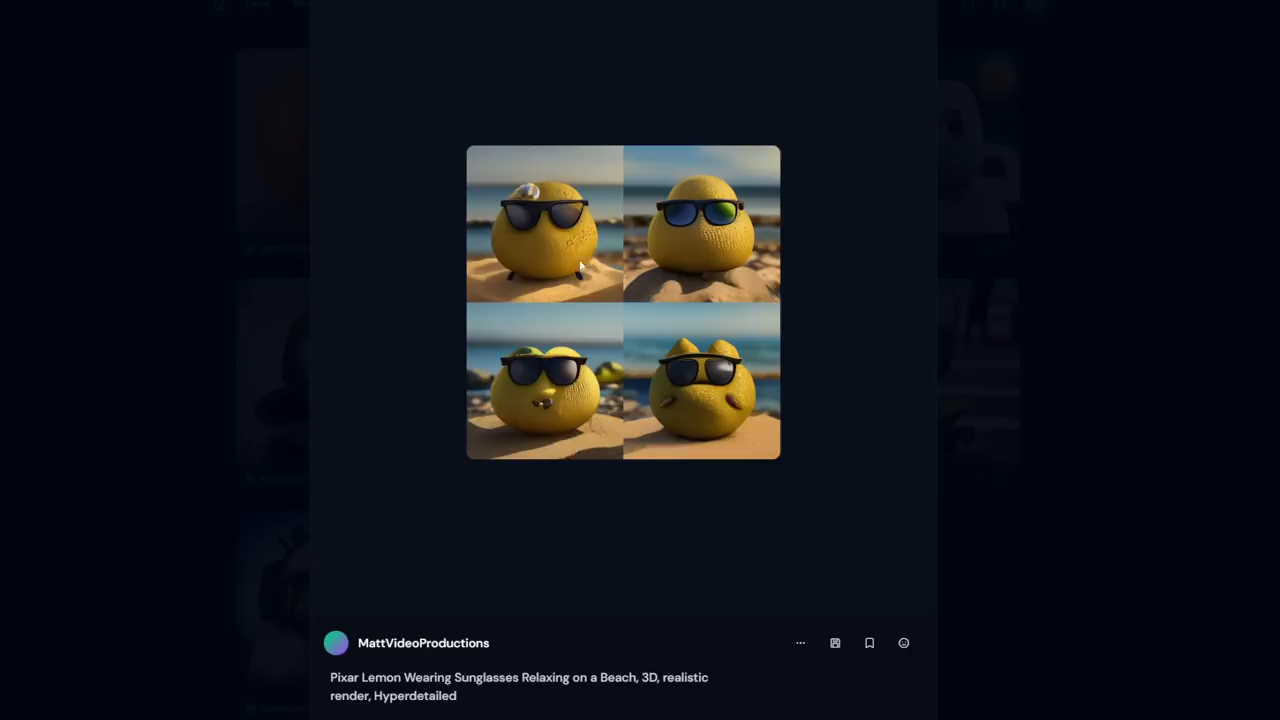 MattVideoProductions
Pixar Lemon Wearing Sunglasses Relaxing on a Beach, 3D, realistic
render, Hyperdetailed